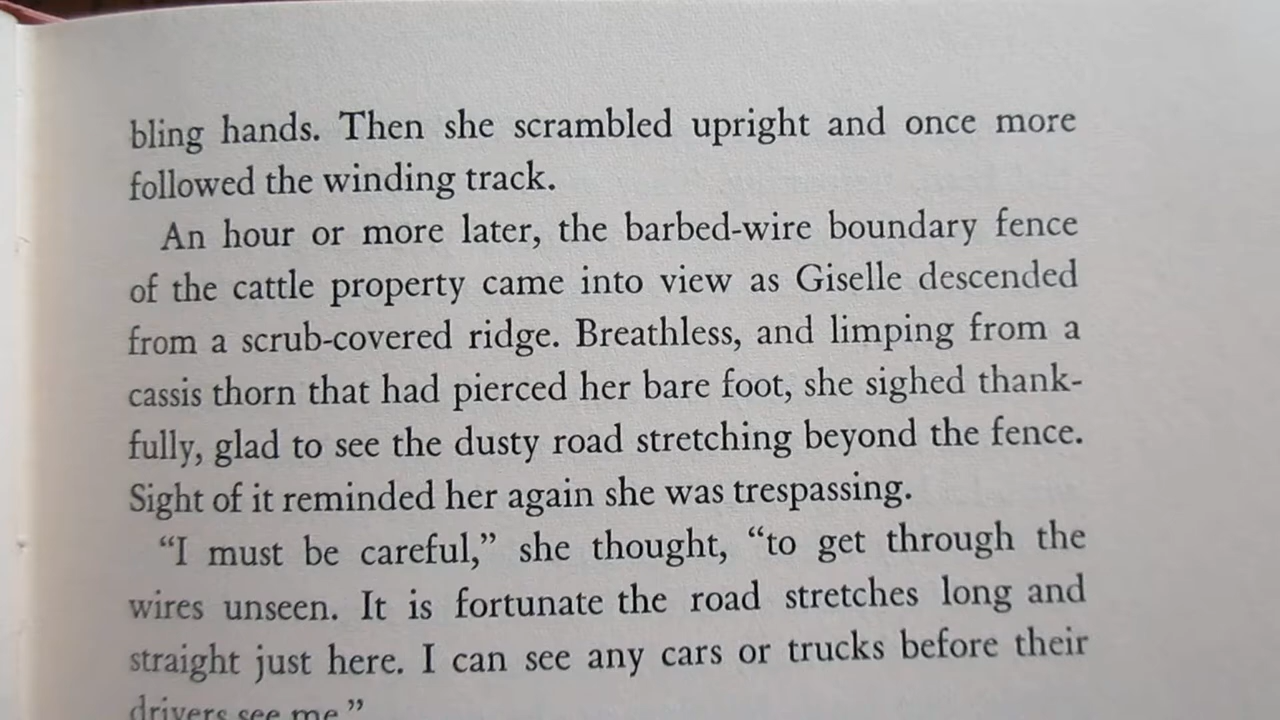 bling hands. Then she scrambled upright and once more
followed the winding track.
An hour or more later, the barbed-wire boundary fence
of the cattle property came into view as Giselle descended
from a scrub-covered ridge. Breathless, and limping from a
cassis thorn that had pierced her bare foot, she sighed thank-
fully, glad to see the dusty road stretching beyond the fence.
Sight of it reminded her again she was trespassing.
“I must be careful,” she thought, “to get through the
wires unseen. It is fortunate the road stretches long and
straight just here. I can see any cars or trucks before their
drivers see me.”